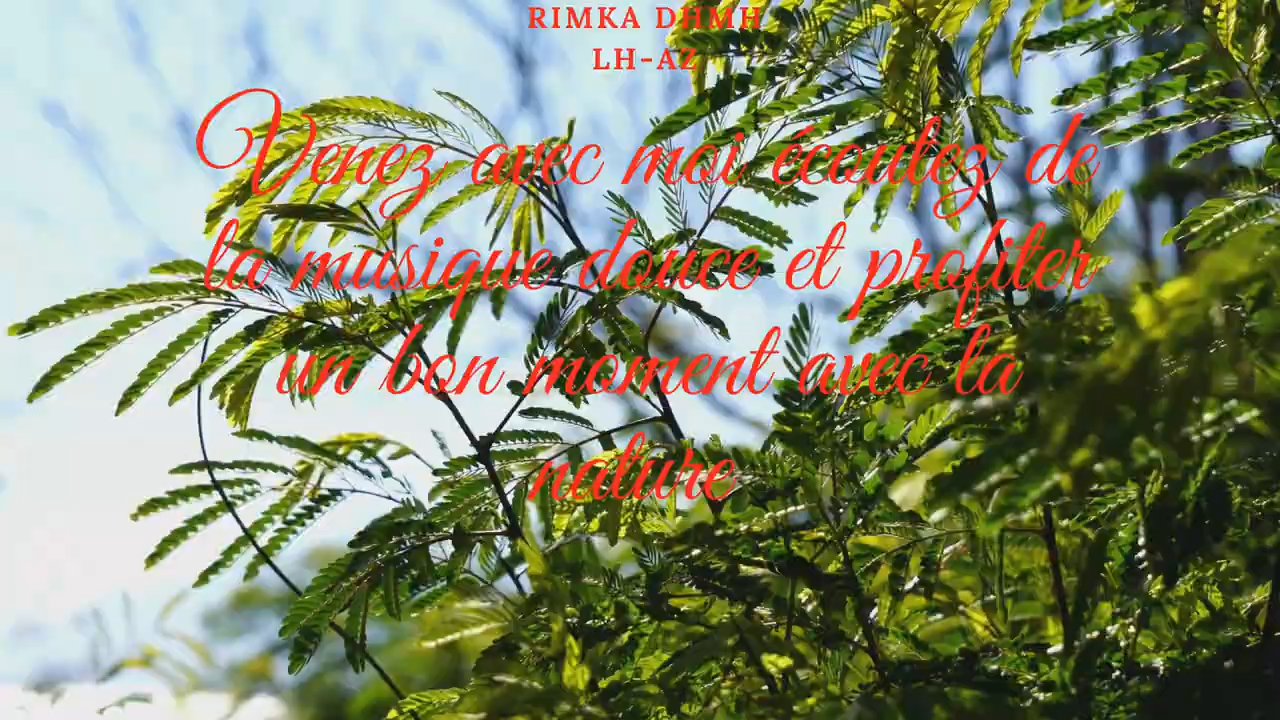 RIMKA DHMH
LH-AZ
Venez avec moi écoutez de
la musique douce et profiter
un bon moment avec la
nature